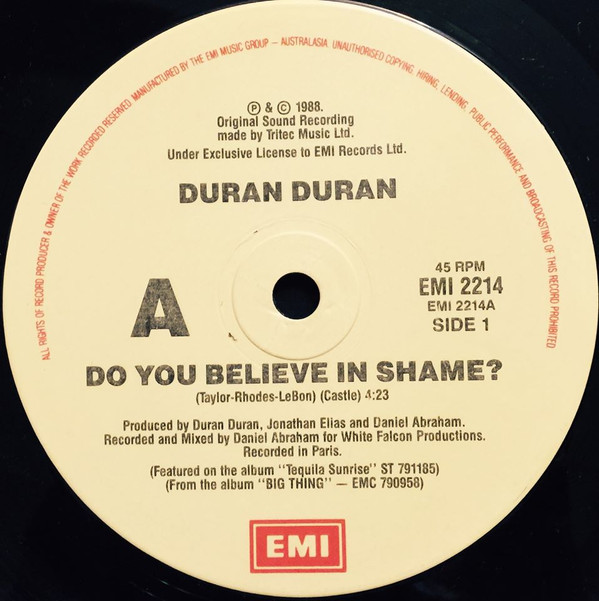 ALL RIGHTS OF RECORD PRODUCER & OWNER OF THE WORK RECORDED RESERVED. MANUFACTURED BY THE EMI MUSIC GROUP – AUSTRALASIA. UNAUTHORISED COPYING, HIRING, LENDING, PUBLIC PERFORMANCE AND BROADCASTING OF THIS RECORD PROHIBITED
℗ & © 1988.
Original Sound Recording
made by Tritec Music Ltd.
Under Exclusive License to EMI Records Ltd.
DURAN DURAN
A
45 RPM
EMI 2214
EMI 2214A
SIDE 1
DO YOU BELIEVE IN SHAME?
(Taylor-Rhodes-LeBon) (Castle) 4:23
Produced by Duran Duran, Jonathan Elias and Daniel Abraham.
Recorded and Mixed by Daniel Abraham for White Falcon Productions.
Recorded in Paris.
(Featured on the album "Tequila Sunrise" ST 791185)
(From the album "BIG THING" — EMC 790958)
EMI